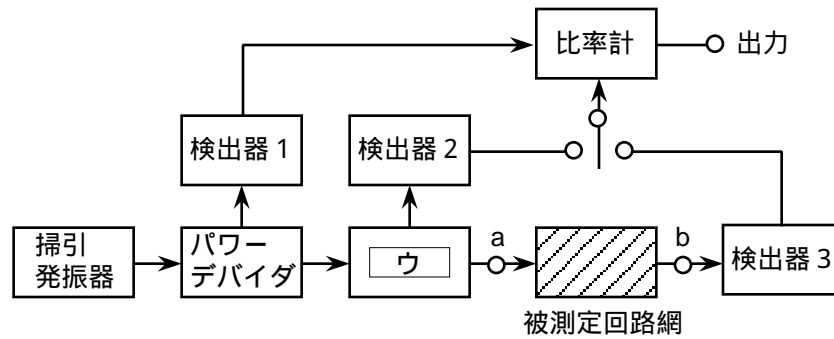 比率計
出力
検出器 1
検出器 2
掃引
発振器
パワー
デバイダ
ウ
a
b
検出器 3
被測定回路網